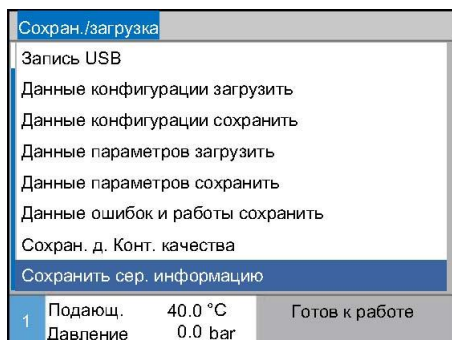 Сохран./загрузка
Запись USB
Данные конфигурации загрузить
Данные конфигурации сохранить
Данные параметров загрузить
Данные параметров сохранить
Данные ошибок и работы сохранить
Сохран. д. Конт. качества
Сохранить сер. информацию
1 Подающ. 40.0 °C Готов к работе
Давление 0.0 bar